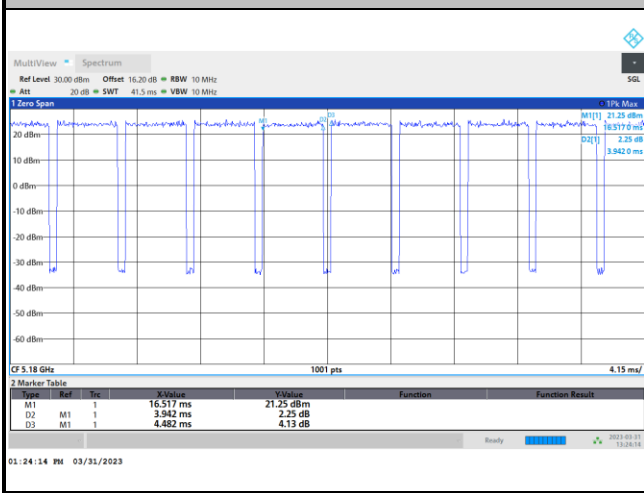 MultiView Spectrum
Ref Level 30.00 dBm Offset 16.20 dB RBW 10 MHz SGL
Att 20 dB SWT 41.5 ms VBW 10 MHz
1 Zero Span 1Pk Max
M1[1] 21.25 dBm
16.517 0 ms
D2[1] 2.25 dB
3.942 0 ms
M1 D2 D3
20 dBm
10 dBm
0 dBm
-10 dBm
-20 dBm
-30 dBm
-40 dBm
-50 dBm
-60 dBm
CF 5.18 GHz 1001 pts 4.15 ms/
2 Marker Table
Type Ref Trc X-Value Y-Value Function Function Result
M1 1 16.517 ms 21.25 dBm
D2 M1 1 3.942 ms 2.25 dB
D3 M1 1 4.482 ms 4.13 dB
Ready 2023-03-31
13:24:14
01:24:14 PM 03/31/2023